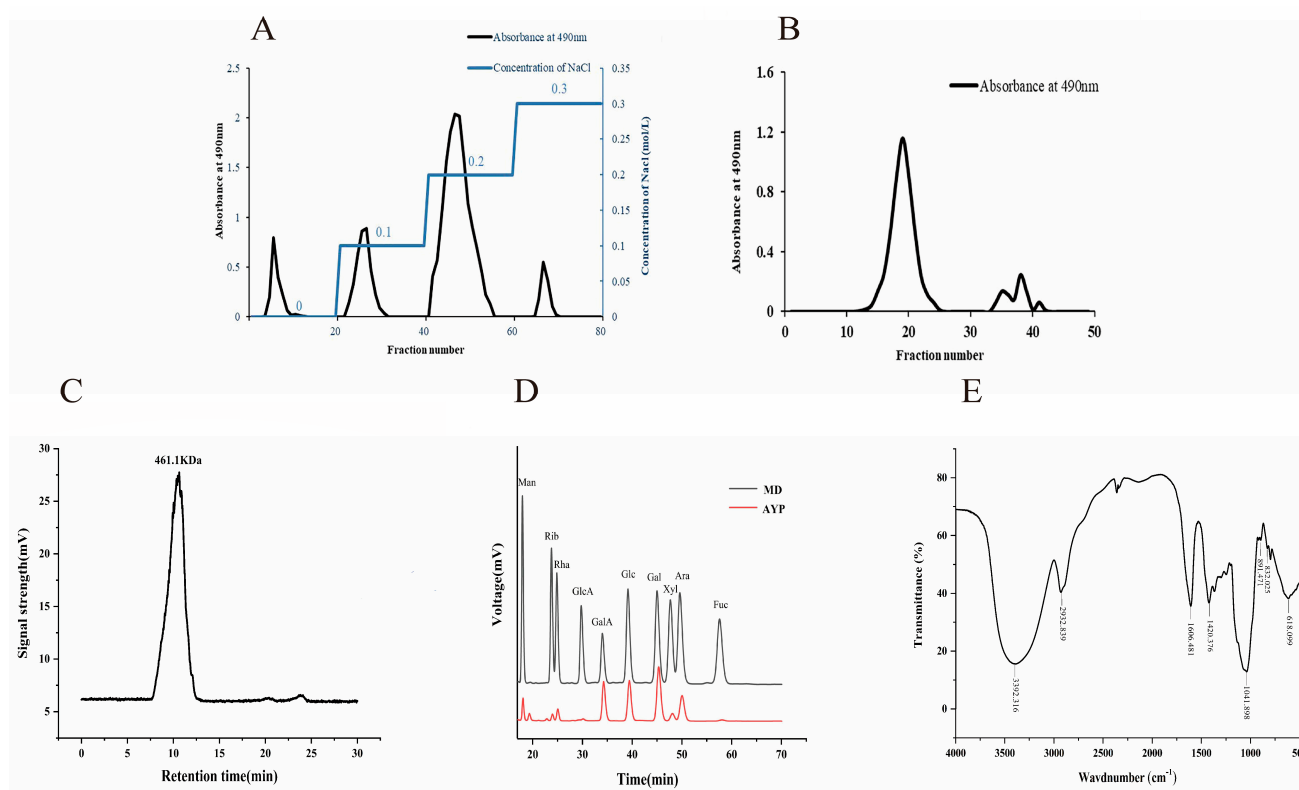 A
Absorbance at 490nm
Concentration of NaCl
2.5
2
1.5
1
0.5
0
0.35
0.3
0.25
0.2
0.15
0.1
0.05
0
0
0.1
0.2
0.3
20
40
60
80
Absorbance at 490nm
Concentration of Nacl (mol/L)
Fraction number
B
Absorbance at 490nm
1.6
1.2
0.8
0.4
0
0
10
20
30
40
50
Absorbance at 490nm
Fraction number
C
461.1KDa
30
25
20
15
10
5
0
5
10
15
20
25
30
Signal strength(mV)
Retention time(min)
D
MD
AYP
Man
Rib
Rha
GlcA
GalA
Glc
Gal
Xyl
Ara
Fuc
20
30
40
50
60
70
Voltage(mV)
Time(min)
E
80
60
40
20
0
4000
3000
2500
2000
1500
1000
500
3392.316
2932.839
1606.481
1420.376
1041.898
891.471
832.025
618.099
Transmittance (%)
Wavdnumber (cm-1)